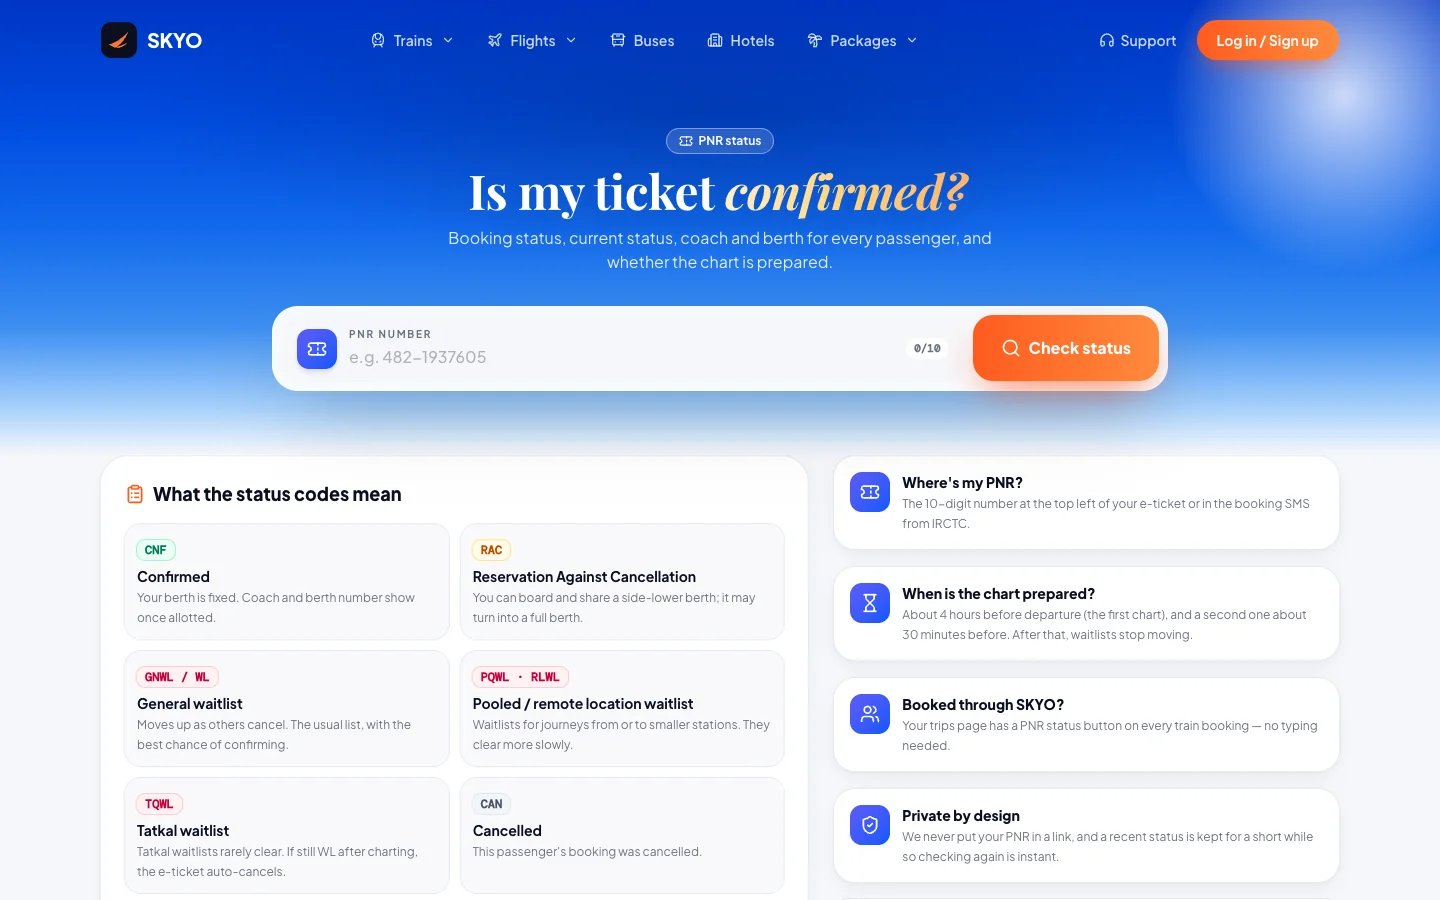 SKYO
Trains
Flights
Buses
Hotels
Packages
Support
Log in / Sign up
PNR status
Is my ticket confirmed?
Booking status, current status, coach and berth for every passenger, and
whether the chart is prepared.
PNR NUMBER
e.g. 482-1937605
0/10
Check status
What the status codes mean
CNF
Confirmed
Your berth is fixed. Coach and berth number show
once allotted.
RAC
Reservation Against Cancellation
You can board and share a side-lower berth; it may
turn into a full berth.
GNWL / WL
General waitlist
Moves up as others cancel. The usual list, with the
best chance of confirming.
PQWL · RLWL
Pooled / remote location waitlist
Waitlists for journeys from or to smaller stations. They
clear more slowly.
TQWL
Tatkal waitlist
Tatkal waitlists rarely clear. If still WL after charting,
the e-ticket auto-cancels.
CAN
Cancelled
This passenger's booking was cancelled.
Where's my PNR?
The 10-digit number at the top left of your e-ticket or in the booking SMS
from IRCTC.
When is the chart prepared?
About 4 hours before departure (the first chart), and a second one about
30 minutes before. After that, waitlists stop moving.
Booked through SKYO?
Your trips page has a PNR status button on every train booking — no typing
needed.
Private by design
We never put your PNR in a link, and a recent status is kept for a short while
so checking again is instant.